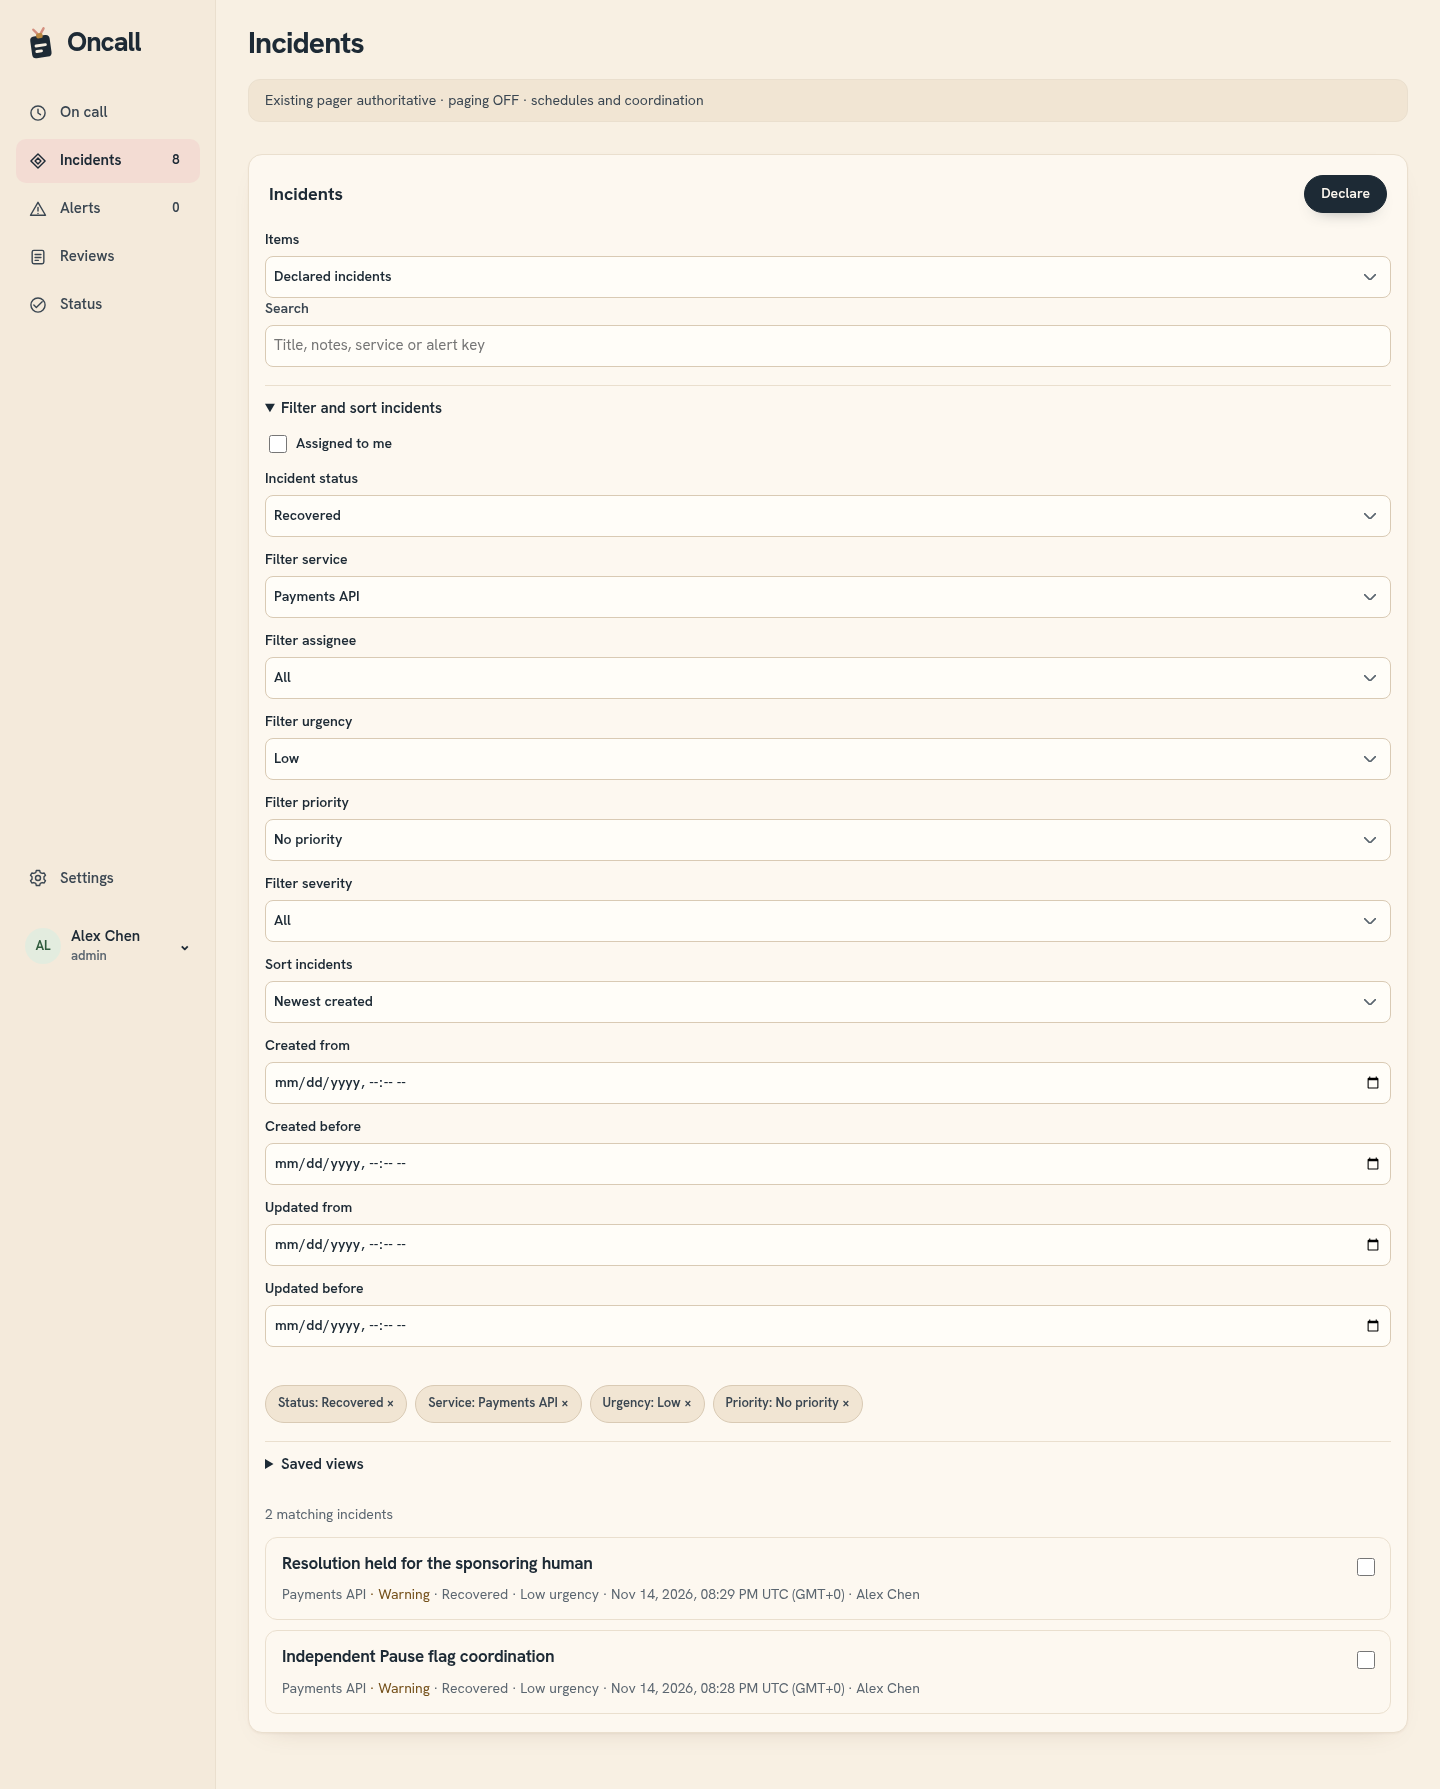 Oncall
On call
Incidents 8
Alerts 0
Reviews
Status
Settings
AL
Alex Chen
admin
Incidents
Existing pager authoritative · paging OFF · schedules and coordination
Incidents
Declare
Items
Declared incidents
Search
Title, notes, service or alert key
Filter and sort incidents
Assigned to me
Incident status
Recovered
Filter service
Payments API
Filter assignee
All
Filter urgency
Low
Filter priority
No priority
Filter severity
All
Sort incidents
Newest created
Created from
mm/dd/yyyy, --:-- --
Created before
mm/dd/yyyy, --:-- --
Updated from
mm/dd/yyyy, --:-- --
Updated before
mm/dd/yyyy, --:-- --
Status: Recovered × Service: Payments API × Urgency: Low × Priority: No priority ×
Saved views
2 matching incidents
Resolution held for the sponsoring human
Payments API · Warning · Recovered · Low urgency · Nov 14, 2026, 08:29 PM UTC (GMT+0) · Alex Chen
Independent Pause flag coordination
Payments API · Warning · Recovered · Low urgency · Nov 14, 2026, 08:28 PM UTC (GMT+0) · Alex Chen